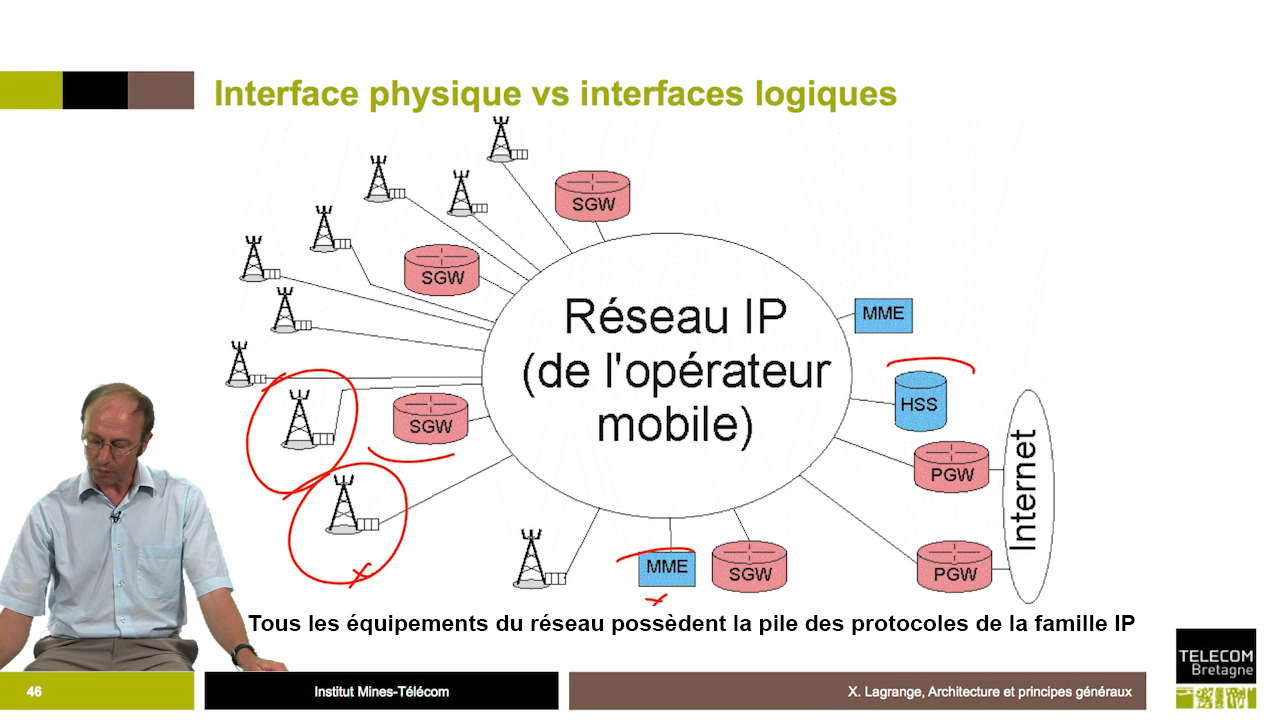 Interface physique vs interfaces logiques
SGW
SGW
Réseau IP
(de l'opérateur
mobile)
MME
HSS
SGW
PGW
Internet
MME
SGW
PGW
Tous les équipements du réseau possèdent la pile des protocoles de la famille IP
TELECOM
Bretagne
46
Institut Mines-Télécom
X. Lagrange, Architecture et principes généraux